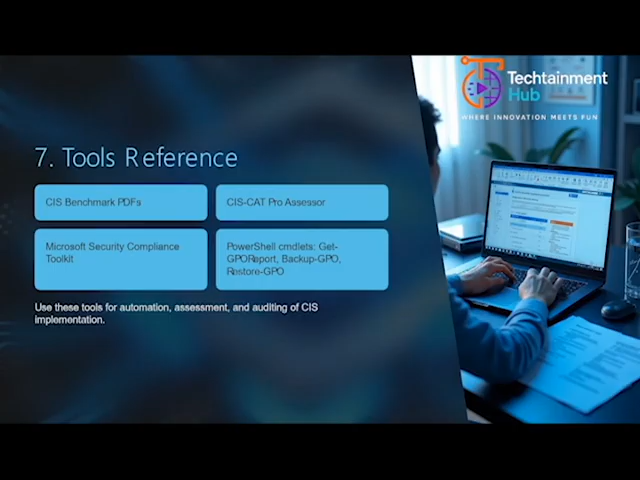 Techtainment
Hub
WHERE INNOVATION MEETS FUN
7. Tools Reference
CIS Benchmark PDFs
CIS-CAT Pro Assessor
Microsoft Security Compliance
Toolkit
PowerShell cmdlets: Get-
GPOReport, Backup-GPO,
Restore-GPO
Use these tools for automation, assessment, and auditing of CIS
implementation.